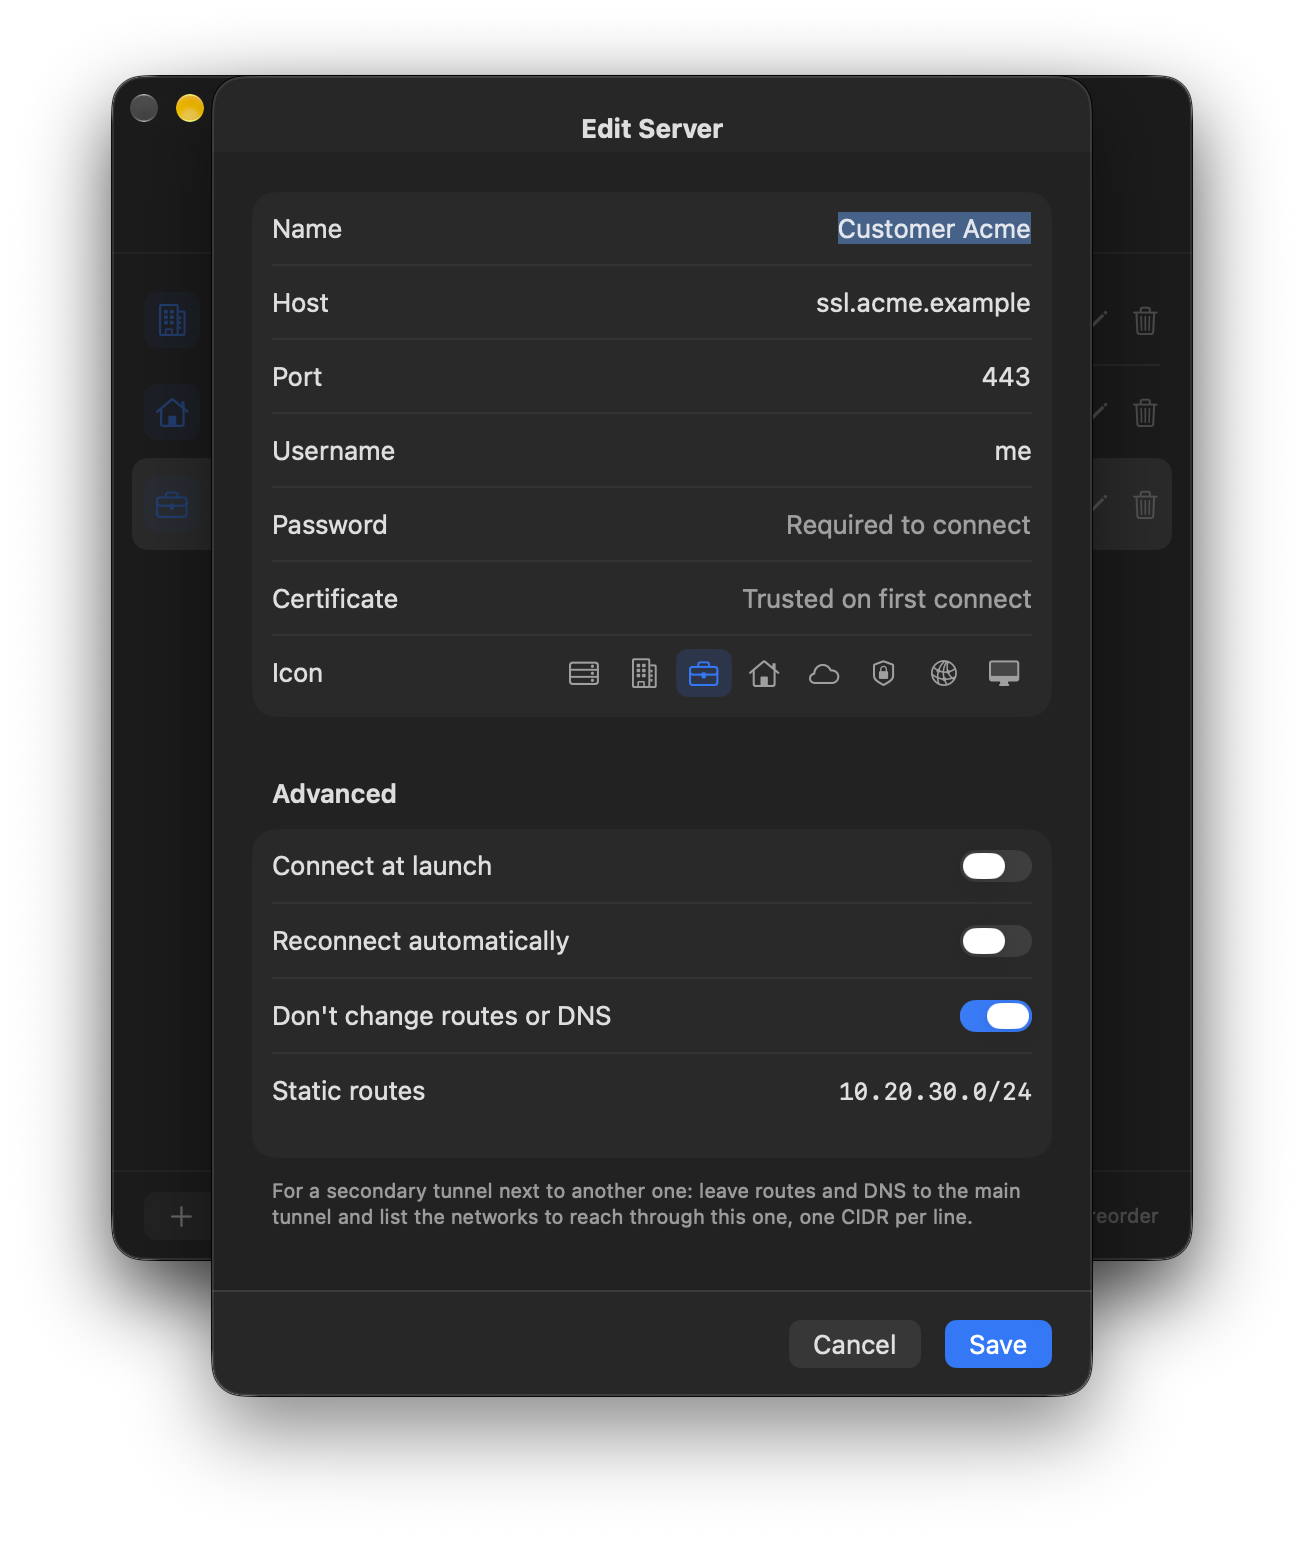 Edit Server
Name
Customer Acme
Host
ssl.acme.example
Port
443
Username
me
Password
Required to connect
Certificate
Trusted on first connect
Icon
Advanced
Connect at launch
Reconnect automatically
Don't change routes or DNS
Static routes
10.20.30.0/24
For a secondary tunnel next to another one: leave routes and DNS to the main
tunnel and list the networks to reach through this one, one CIDR per line.
reorder
Cancel
Save